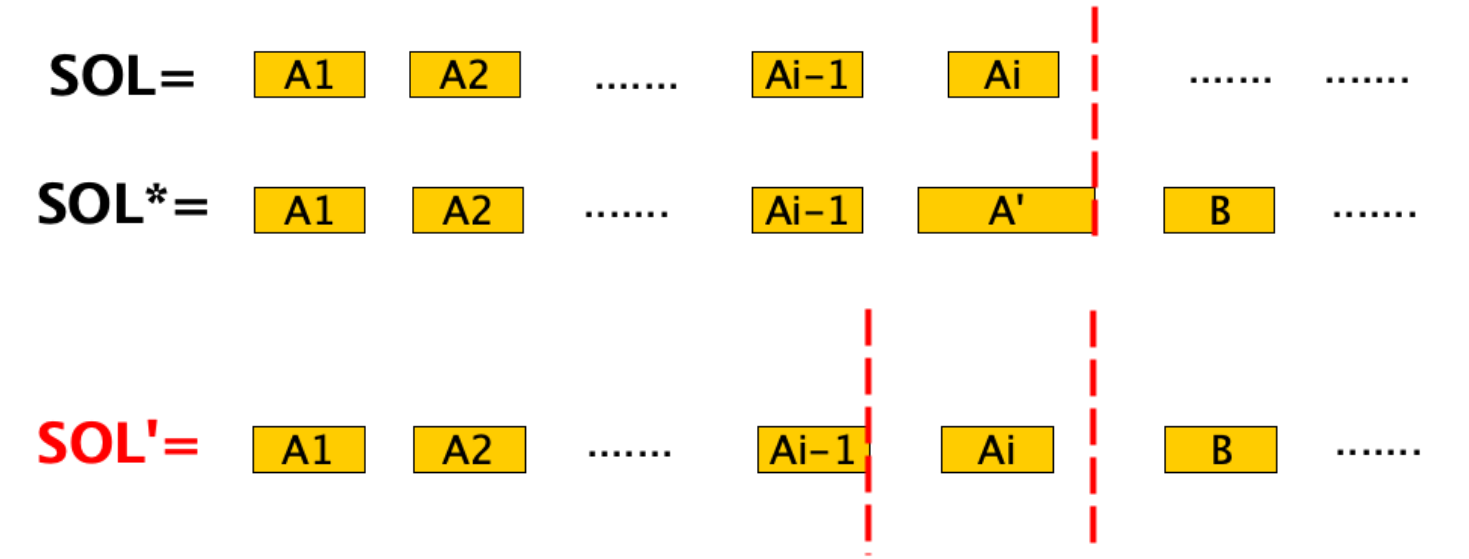 SOL= A1 A2 ....... Ai-1 Ai ....... .......
SOL*= A1 A2 ....... Ai-1 A' B .......
SOL'= A1 A2 ....... Ai-1 Ai B .......